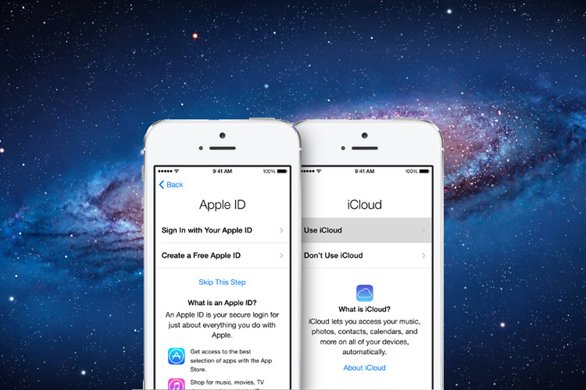 9:41 AM 100%
Back
Apple ID
Sign In with Your Apple ID
Create a Free Apple ID
Skip This Step
What is an Apple ID?
An Apple ID is your secure login for
just about everything you do with
Apple.
Get access to the best
selection of apps with the App
Store.
Shop for music, movies, TV
9:41 AM 100%
iCloud
Use iCloud
Don't Use iCloud
What is iCloud?
iCloud lets you access your music,
photos, contacts, calendars, and
more on all of your devices,
automatically.
About iCloud